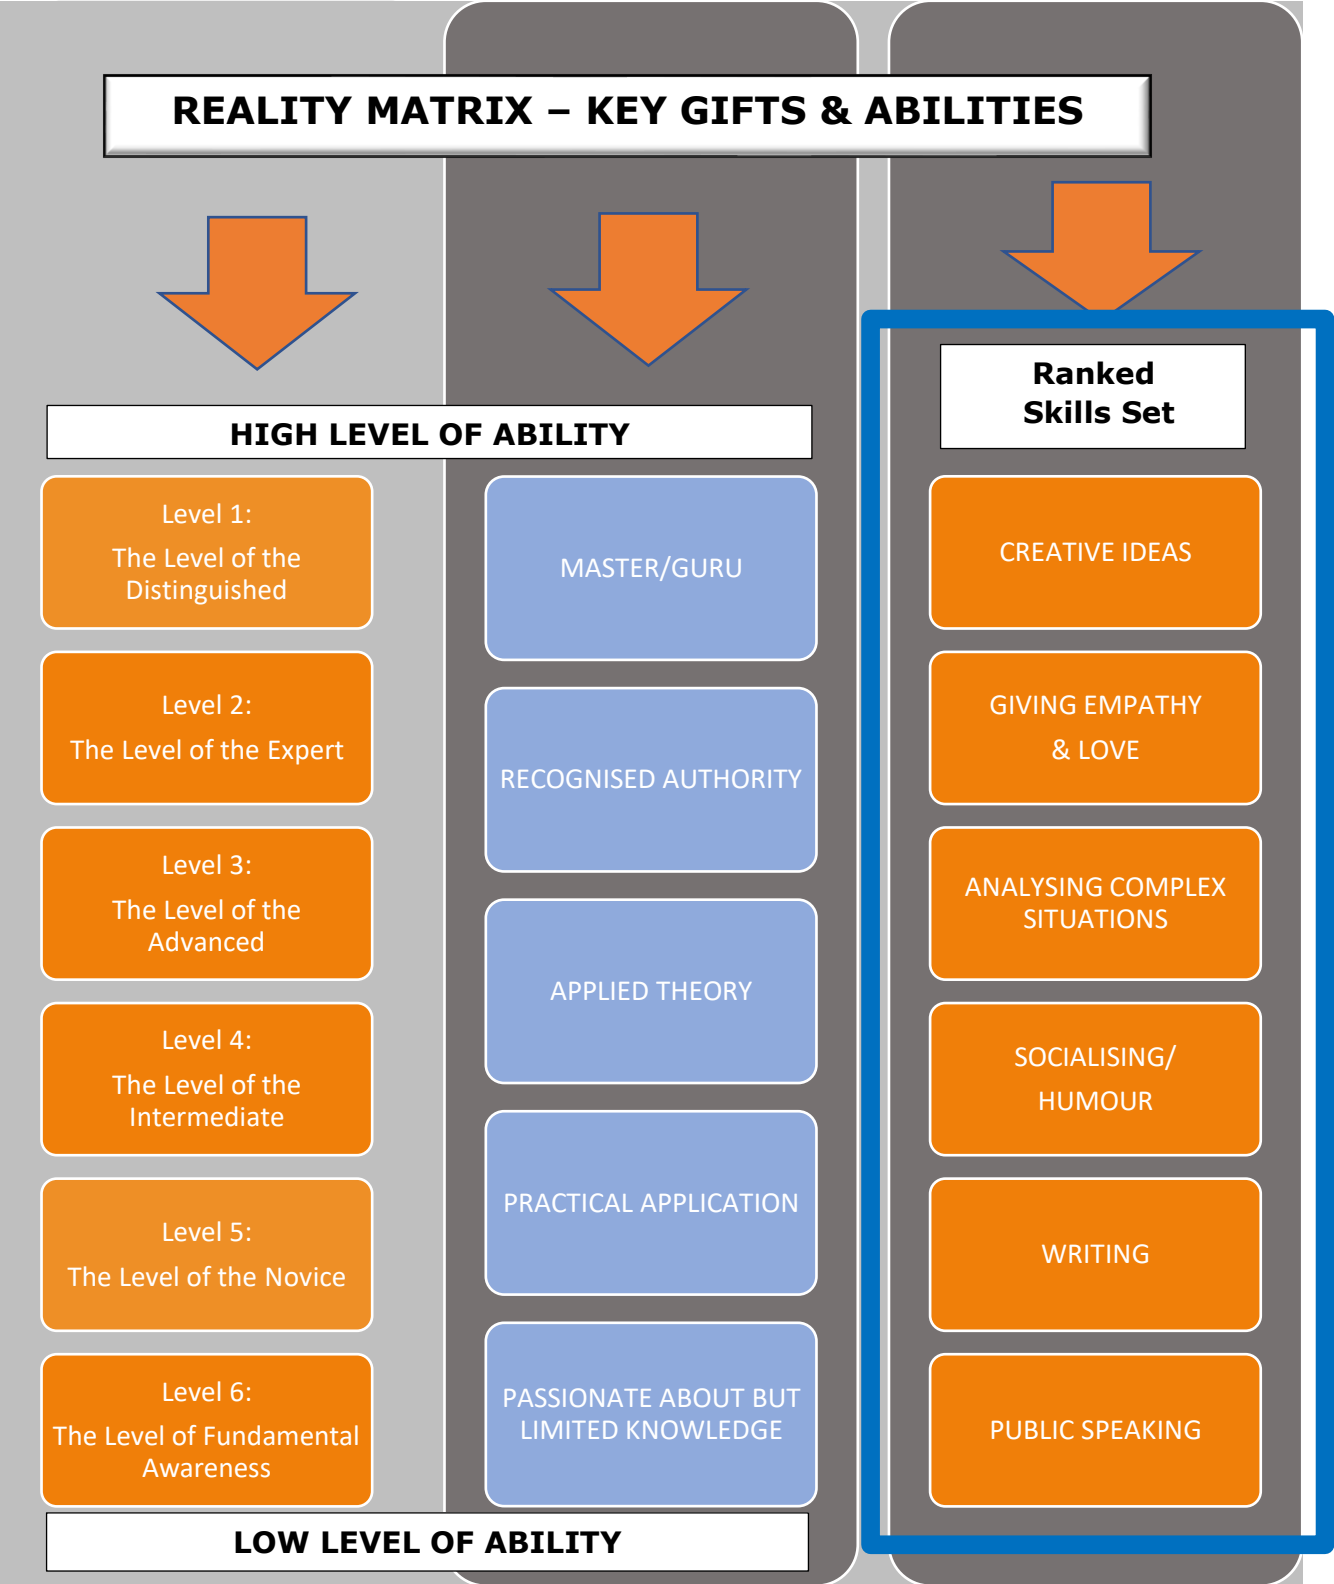 REALITY MATRIX – KEY GIFTS & ABILITIES
HIGH LEVEL OF ABILITY
Level 1:
The Level of the
Distinguished
Level 2:
The Level of the Expert
Level 3:
The Level of the
Advanced
Level 4:
The Level of the
Intermediate
Level 5:
The Level of the Novice
Level 6:
The Level of Fundamental
Awareness
LOW LEVEL OF ABILITY
MASTER/GURU
RECOGNISED AUTHORITY
APPLIED THEORY
PRACTICAL APPLICATION
PASSIONATE ABOUT BUT
LIMITED KNOWLEDGE
Ranked
Skills Set
CREATIVE IDEAS
GIVING EMPATHY
& LOVE
ANALYSING COMPLEX
SITUATIONS
SOCIALISING/
HUMOUR
WRITING
PUBLIC SPEAKING